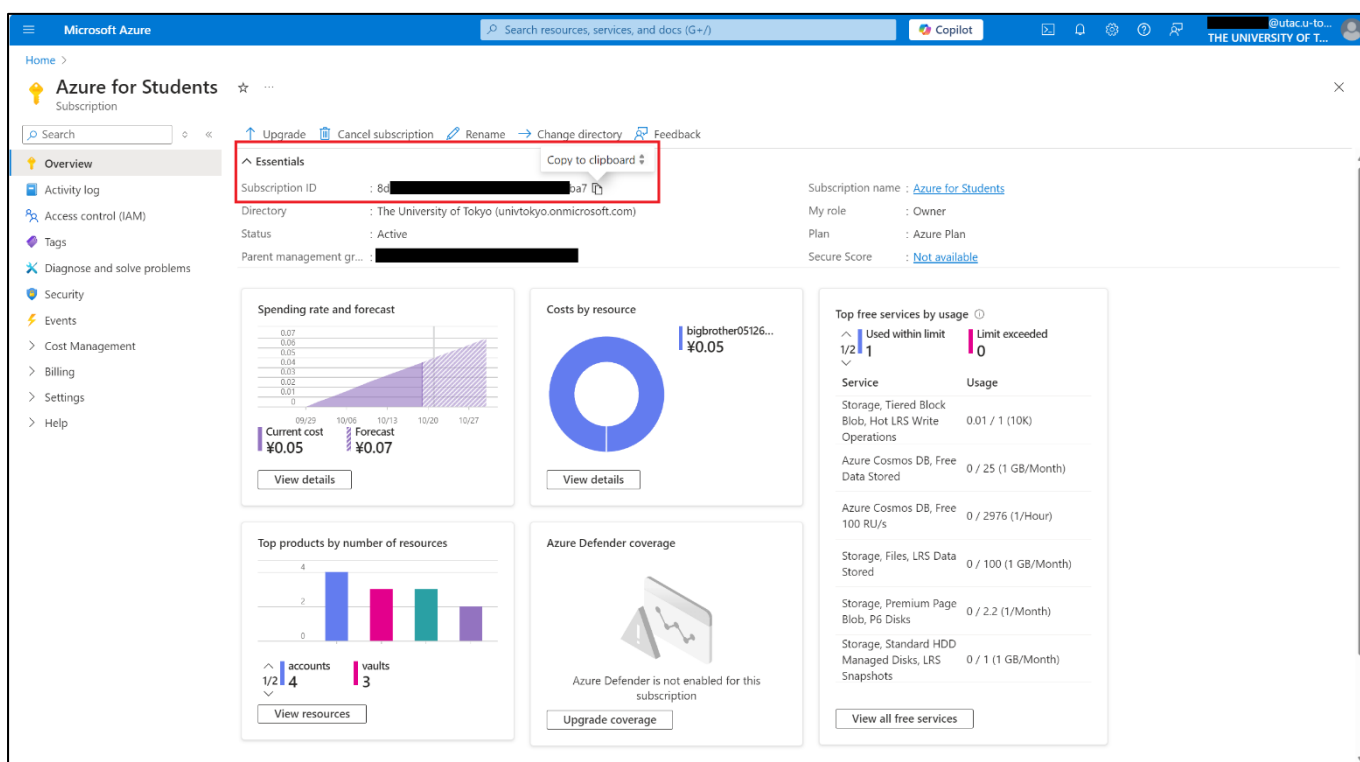 Microsoft Azure
Search resources, services, and docs (G+/)
Copilot
@utac.u-to...
THE UNIVERSITY OF T...
Home >
Azure for Students
Subscription
Search
Upgrade
Cancel subscription
Rename
Change directory
Feedback
Overview
Activity log
Access control (IAM)
Tags
Diagnose and solve problems
Security
Events
Cost Management
Billing
Settings
Help
Essentials
Copy to clipboard
Subscription ID : 8d ba7
Directory : The University of Tokyo (univtokyo.onmicrosoft.com)
Status : Active
Parent management gr... :
Subscription name : Azure for Students
My role : Owner
Plan : Azure Plan
Secure Score : Not available
Spending rate and forecast
0.07
0.06
0.05
0.04
0.03
0.02
0.01
0
09/29 10/06 10/13 10/20 10/27
Current cost
¥0.05
Forecast
¥0.07
View details
Costs by resource
bigbrother05126...
¥0.05
View details
Top free services by usage
Used within limit
1
Limit exceeded
0
1/2
Service Usage
Storage, Tiered Block
Blob, Hot LRS Write
Operations
0.01 / 1 (10K)
Azure Cosmos DB, Free
Data Stored
0 / 25 (1 GB/Month)
Azure Cosmos DB, Free
100 RU/s
0 / 2976 (1/Hour)
Storage, Files, LRS Data
Stored
0 / 100 (1 GB/Month)
Storage, Premium Page
Blob, P6 Disks
0 / 2.2 (1/Month)
Storage, Standard HDD
Managed Disks, LRS
Snapshots
0 / 1 (1 GB/Month)
View all free services
Top products by number of resources
4
2
0
1/2
accounts
4
vaults
3
View resources
Azure Defender coverage
Azure Defender is not enabled for this
subscription
Upgrade coverage